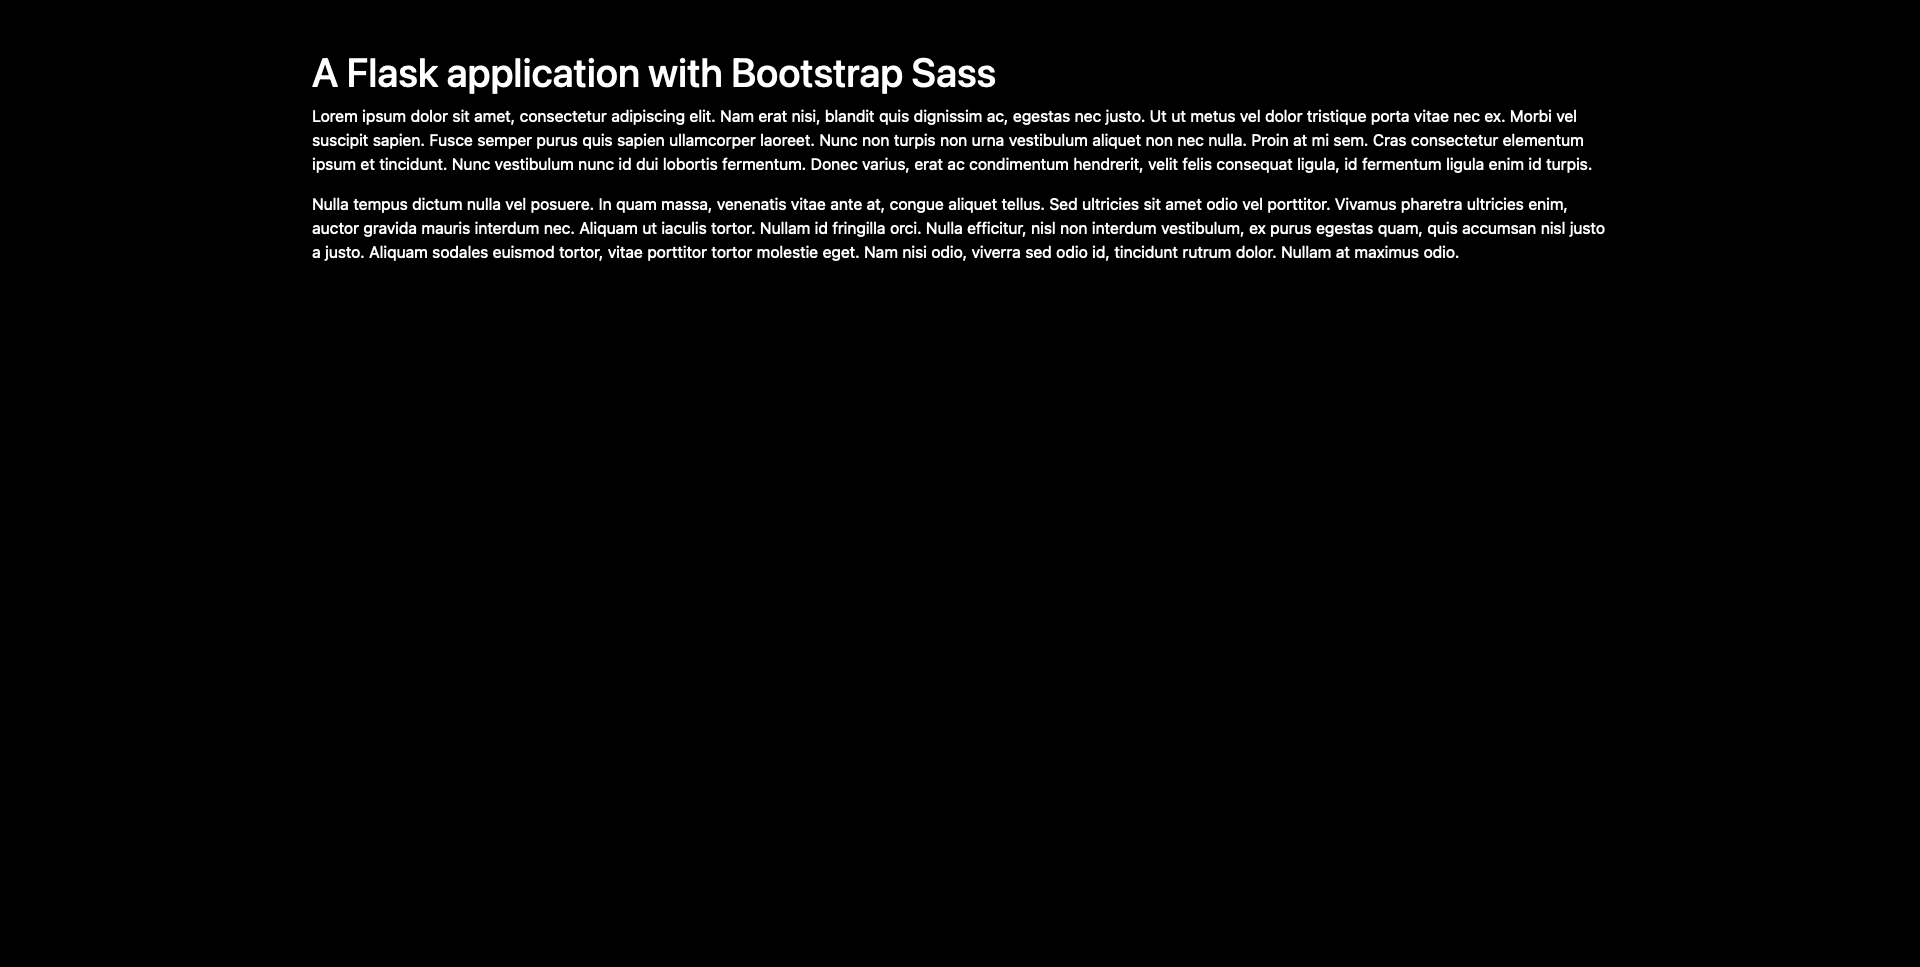 A Flask application with Bootstrap Sass
Lorem ipsum dolor sit amet, consectetur adipiscing elit. Nam erat nisi, blandit quis dignissim ac, egestas nec justo. Ut ut metus vel dolor tristique porta vitae nec ex. Morbi vel
suscipit sapien. Fusce semper purus quis sapien ullamcorper laoreet. Nunc non turpis non urna vestibulum aliquet non nec nulla. Proin at mi sem. Cras consectetur elementum
ipsum et tincidunt. Nunc vestibulum nunc id dui lobortis fermentum. Donec varius, erat ac condimentum hendrerit, velit felis consequat ligula, id fermentum ligula enim id turpis.
Nulla tempus dictum nulla vel posuere. In quam massa, venenatis vitae ante at, congue aliquet tellus. Sed ultricies sit amet odio vel porttitor. Vivamus pharetra ultricies enim,
auctor gravida mauris interdum nec. Aliquam ut iaculis tortor. Nullam id fringilla orci. Nulla efficitur, nisl non interdum vestibulum, ex purus egestas quam, quis accumsan nisl justo
a justo. Aliquam sodales euismod tortor, vitae porttitor tortor molestie eget. Nam nisi odio, viverra sed odio id, tincidunt rutrum dolor. Nullam at maximus odio.